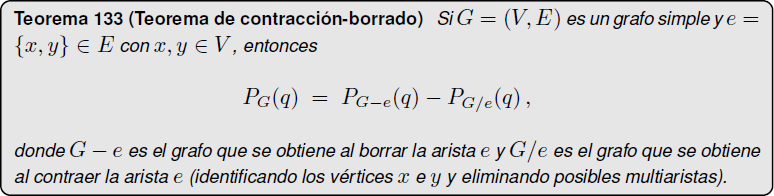 Teorema 133 (Teorema de contracción-borrado) Si G = (V, E) es un grafo simple y e =
{x, y} ∈ E con x, y ∈ V , entonces
P_G(q) = P_{G−e}(q) − P_{G/e}(q) ,
donde G − e es el grafo que se obtiene al borrar la arista e y G/e es el grafo que se obtiene
al contraer la arista e (identificando los vértices x e y y eliminando posibles multiaristas).